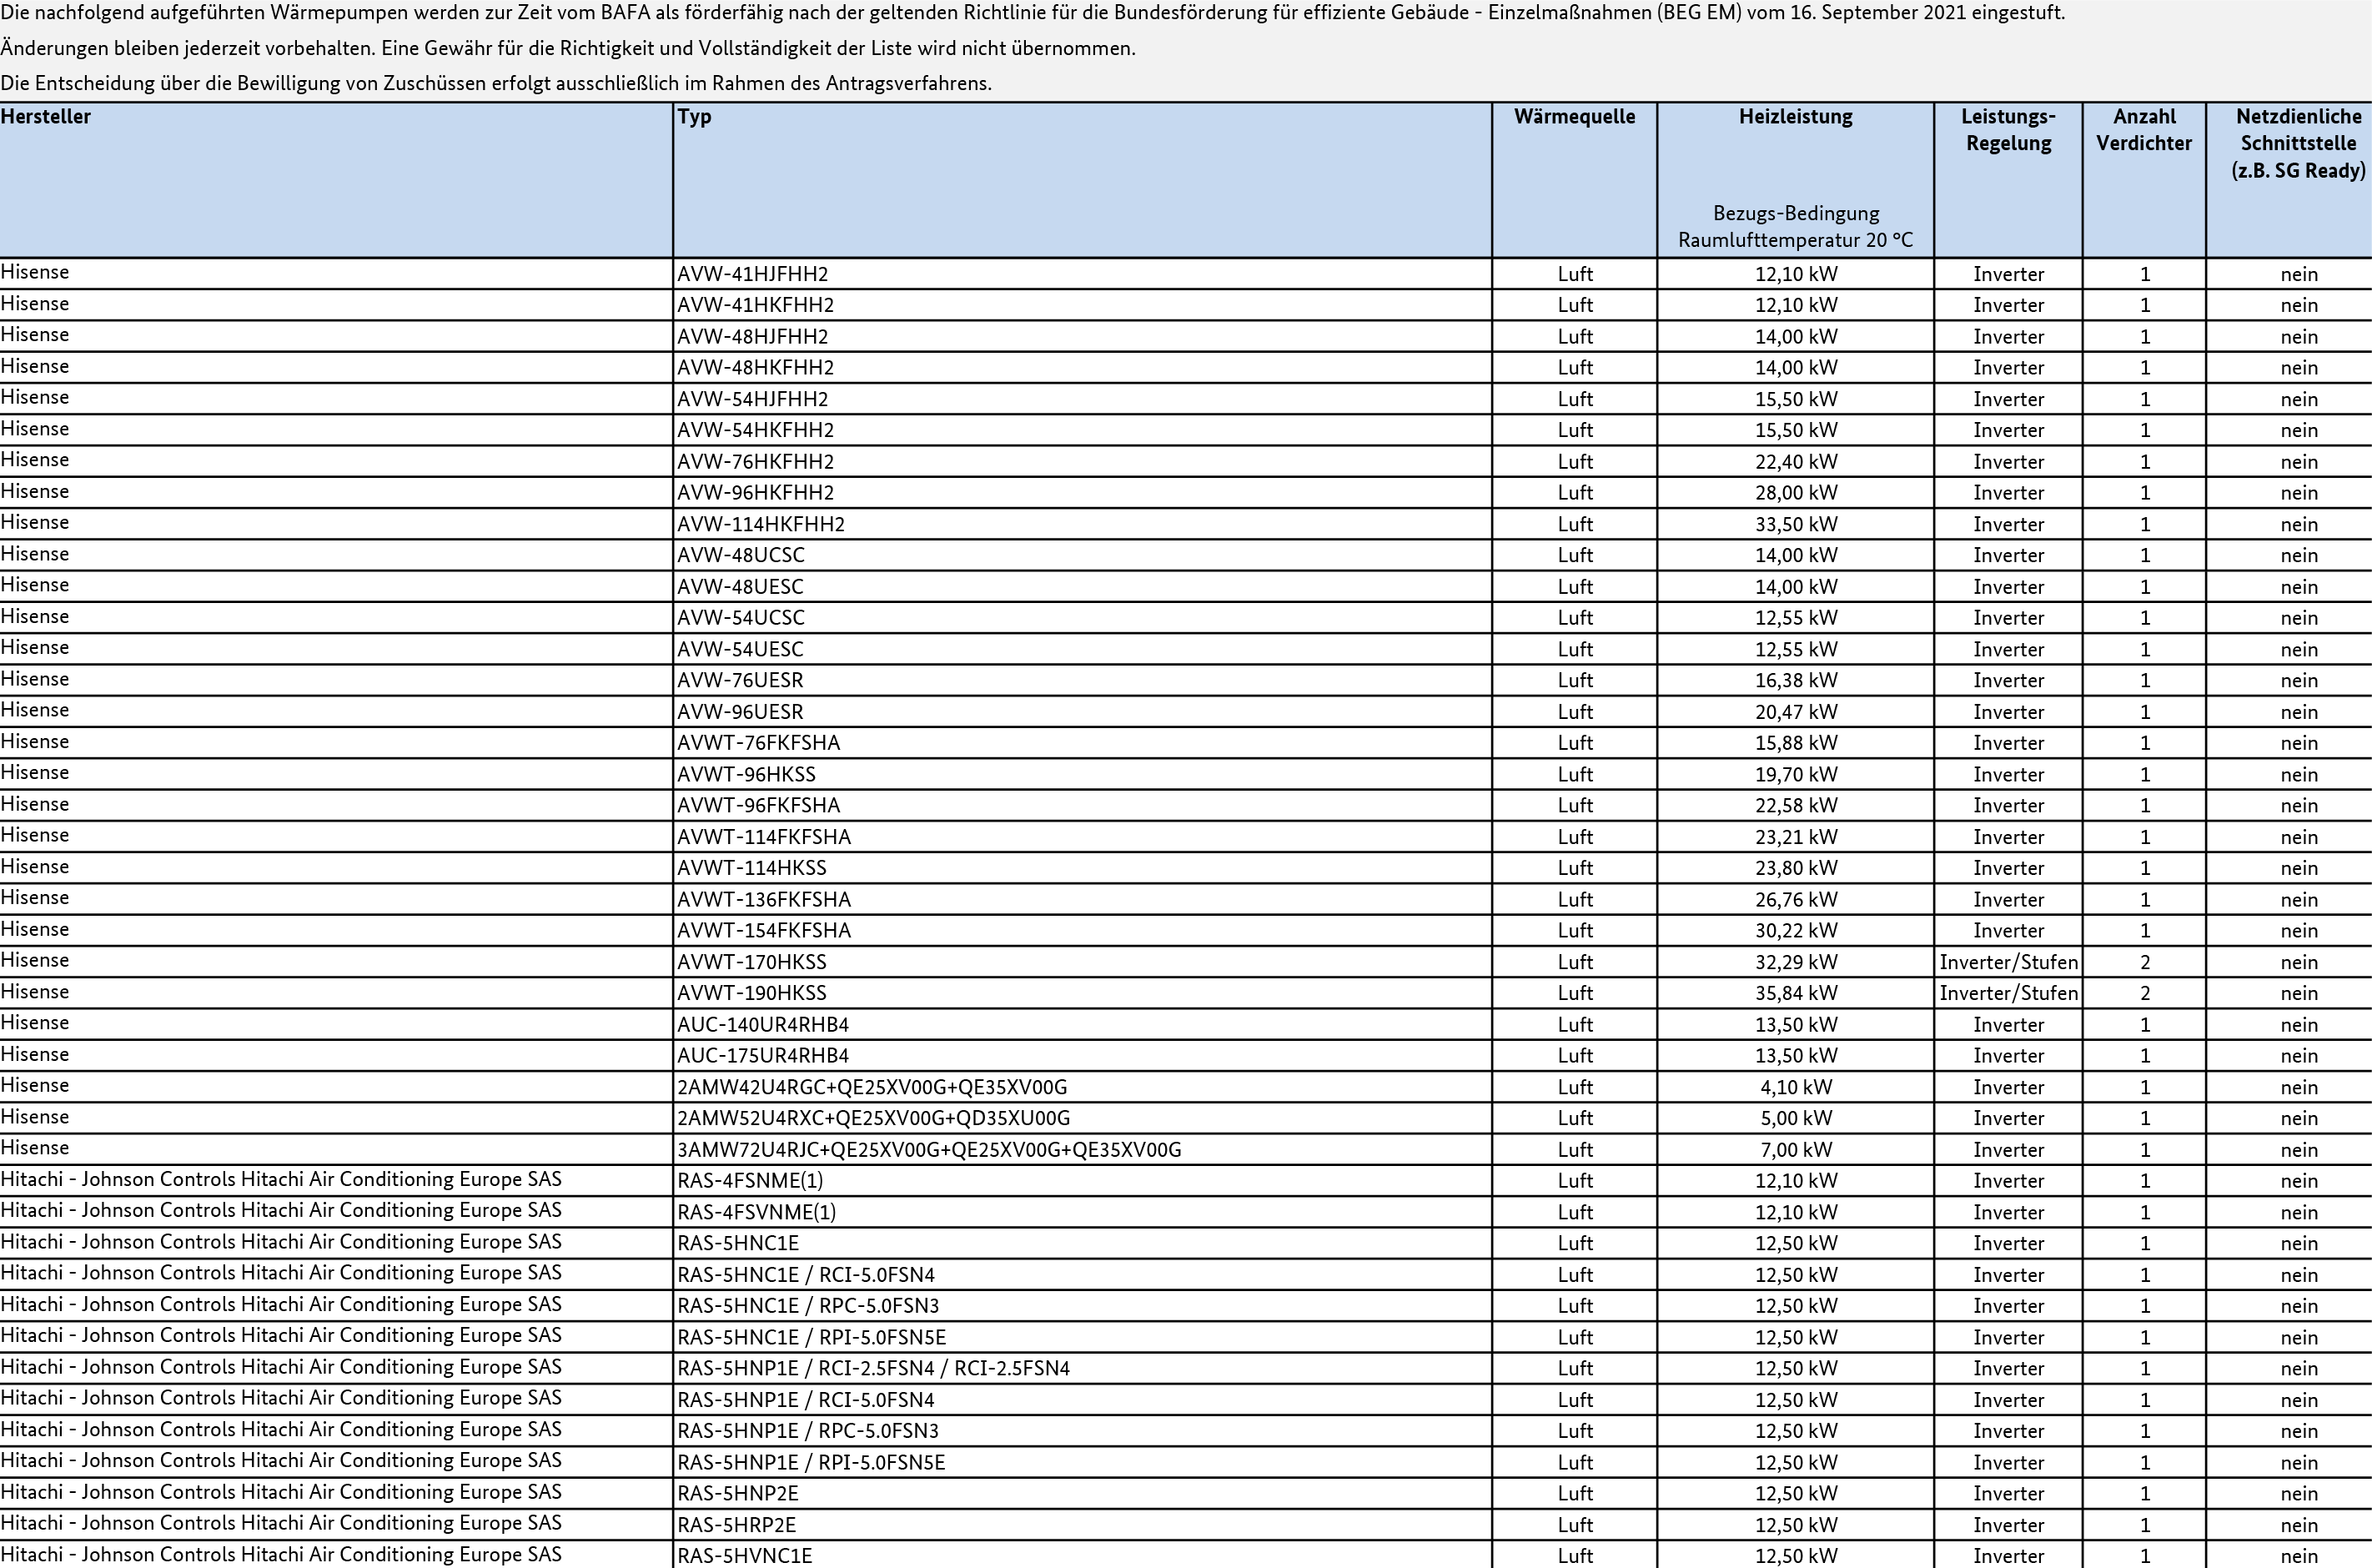 Die nachfolgend aufgeführten Wärmepumpen werden zur Zeit vom BAFA als förderfähig nach der geltenden Richtlinie für die Bundesförderung für effiziente Gebäude - Einzelmaßnahmen (BEG EM) vom 16. September 2021 eingestuft.
Änderungen bleiben jederzeit vorbehalten. Eine Gewähr für die Richtigkeit und Vollständigkeit der Liste wird nicht übernommen.
Die Entscheidung über die Bewilligung von Zuschüssen erfolgt ausschließlich im Rahmen des Antragsverfahrens.
Hersteller Typ Wärmequelle Heizleistung Leistungs- Anzahl Netzdienliche
Regelung Verdichter Schnittstelle
(z.B. SG Ready)
Bezugs-Bedingung
Raumlufttemperatur 20 °C
Hisense AVW-41HJFHH2 Luft 12,10 kW Inverter 1 nein
Hisense AVW-41HKFHH2 Luft 12,10 kW Inverter 1 nein
Hisense AVW-48HJFHH2 Luft 14,00 kW Inverter 1 nein
Hisense AVW-48HKFHH2 Luft 14,00 kW Inverter 1 nein
Hisense AVW-54HJFHH2 Luft 15,50 kW Inverter 1 nein
Hisense AVW-54HKFHH2 Luft 15,50 kW Inverter 1 nein
Hisense AVW-76HKFHH2 Luft 22,40 kW Inverter 1 nein
Hisense AVW-96HKFHH2 Luft 28,00 kW Inverter 1 nein
Hisense AVW-114HKFHH2 Luft 33,50 kW Inverter 1 nein
Hisense AVW-48UCSC Luft 14,00 kW Inverter 1 nein
Hisense AVW-48UESC Luft 14,00 kW Inverter 1 nein
Hisense AVW-54UCSC Luft 12,55 kW Inverter 1 nein
Hisense AVW-54UESC Luft 12,55 kW Inverter 1 nein
Hisense AVW-76UESR Luft 16,38 kW Inverter 1 nein
Hisense AVW-96UESR Luft 20,47 kW Inverter 1 nein
Hisense AVWT-76FKFSHA Luft 15,88 kW Inverter 1 nein
Hisense AVWT-96HKSS Luft 19,70 kW Inverter 1 nein
Hisense AVWT-96FKFSHA Luft 22,58 kW Inverter 1 nein
Hisense AVWT-114FKFSHA Luft 23,21 kW Inverter 1 nein
Hisense AVWT-114HKSS Luft 23,80 kW Inverter 1 nein
Hisense AVWT-136FKFSHA Luft 26,76 kW Inverter 1 nein
Hisense AVWT-154FKFSHA Luft 30,22 kW Inverter 1 nein
Hisense AVWT-170HKSS Luft 32,29 kW Inverter/Stufen 2 nein
Hisense AVWT-190HKSS Luft 35,84 kW Inverter/Stufen 2 nein
Hisense AUC-140UR4RHB4 Luft 13,50 kW Inverter 1 nein
Hisense AUC-175UR4RHB4 Luft 13,50 kW Inverter 1 nein
Hisense 2AMW42U4RGC+QE25XV00G+QE35XV00G Luft 4,10 kW Inverter 1 nein
Hisense 2AMW52U4RXC+QE25XV00G+QD35XU00G Luft 5,00 kW Inverter 1 nein
Hisense 3AMW72U4RJC+QE25XV00G+QE25XV00G+QE35XV00G Luft 7,00 kW Inverter 1 nein
Hitachi - Johnson Controls Hitachi Air Conditioning Europe SAS RAS-4FSNME(1) Luft 12,10 kW Inverter 1 nein
Hitachi - Johnson Controls Hitachi Air Conditioning Europe SAS RAS-4FSVNME(1) Luft 12,10 kW Inverter 1 nein
Hitachi - Johnson Controls Hitachi Air Conditioning Europe SAS RAS-5HNC1E Luft 12,50 kW Inverter 1 nein
Hitachi - Johnson Controls Hitachi Air Conditioning Europe SAS RAS-5HNC1E / RCI-5.0FSN4 Luft 12,50 kW Inverter 1 nein
Hitachi - Johnson Controls Hitachi Air Conditioning Europe SAS RAS-5HNC1E / RPC-5.0FSN3 Luft 12,50 kW Inverter 1 nein
Hitachi - Johnson Controls Hitachi Air Conditioning Europe SAS RAS-5HNC1E / RPI-5.0FSN5E Luft 12,50 kW Inverter 1 nein
Hitachi - Johnson Controls Hitachi Air Conditioning Europe SAS RAS-5HNP1E / RCI-2.5FSN4 / RCI-2.5FSN4 Luft 12,50 kW Inverter 1 nein
Hitachi - Johnson Controls Hitachi Air Conditioning Europe SAS RAS-5HNP1E / RCI-5.0FSN4 Luft 12,50 kW Inverter 1 nein
Hitachi - Johnson Controls Hitachi Air Conditioning Europe SAS RAS-5HNP1E / RPC-5.0FSN3 Luft 12,50 kW Inverter 1 nein
Hitachi - Johnson Controls Hitachi Air Conditioning Europe SAS RAS-5HNP1E / RPI-5.0FSN5E Luft 12,50 kW Inverter 1 nein
Hitachi - Johnson Controls Hitachi Air Conditioning Europe SAS RAS-5HNP2E Luft 12,50 kW Inverter 1 nein
Hitachi - Johnson Controls Hitachi Air Conditioning Europe SAS RAS-5HRP2E Luft 12,50 kW Inverter 1 nein
Hitachi - Johnson Controls Hitachi Air Conditioning Europe SAS RAS-5HVNC1E Luft 12,50 kW Inverter 1 nein